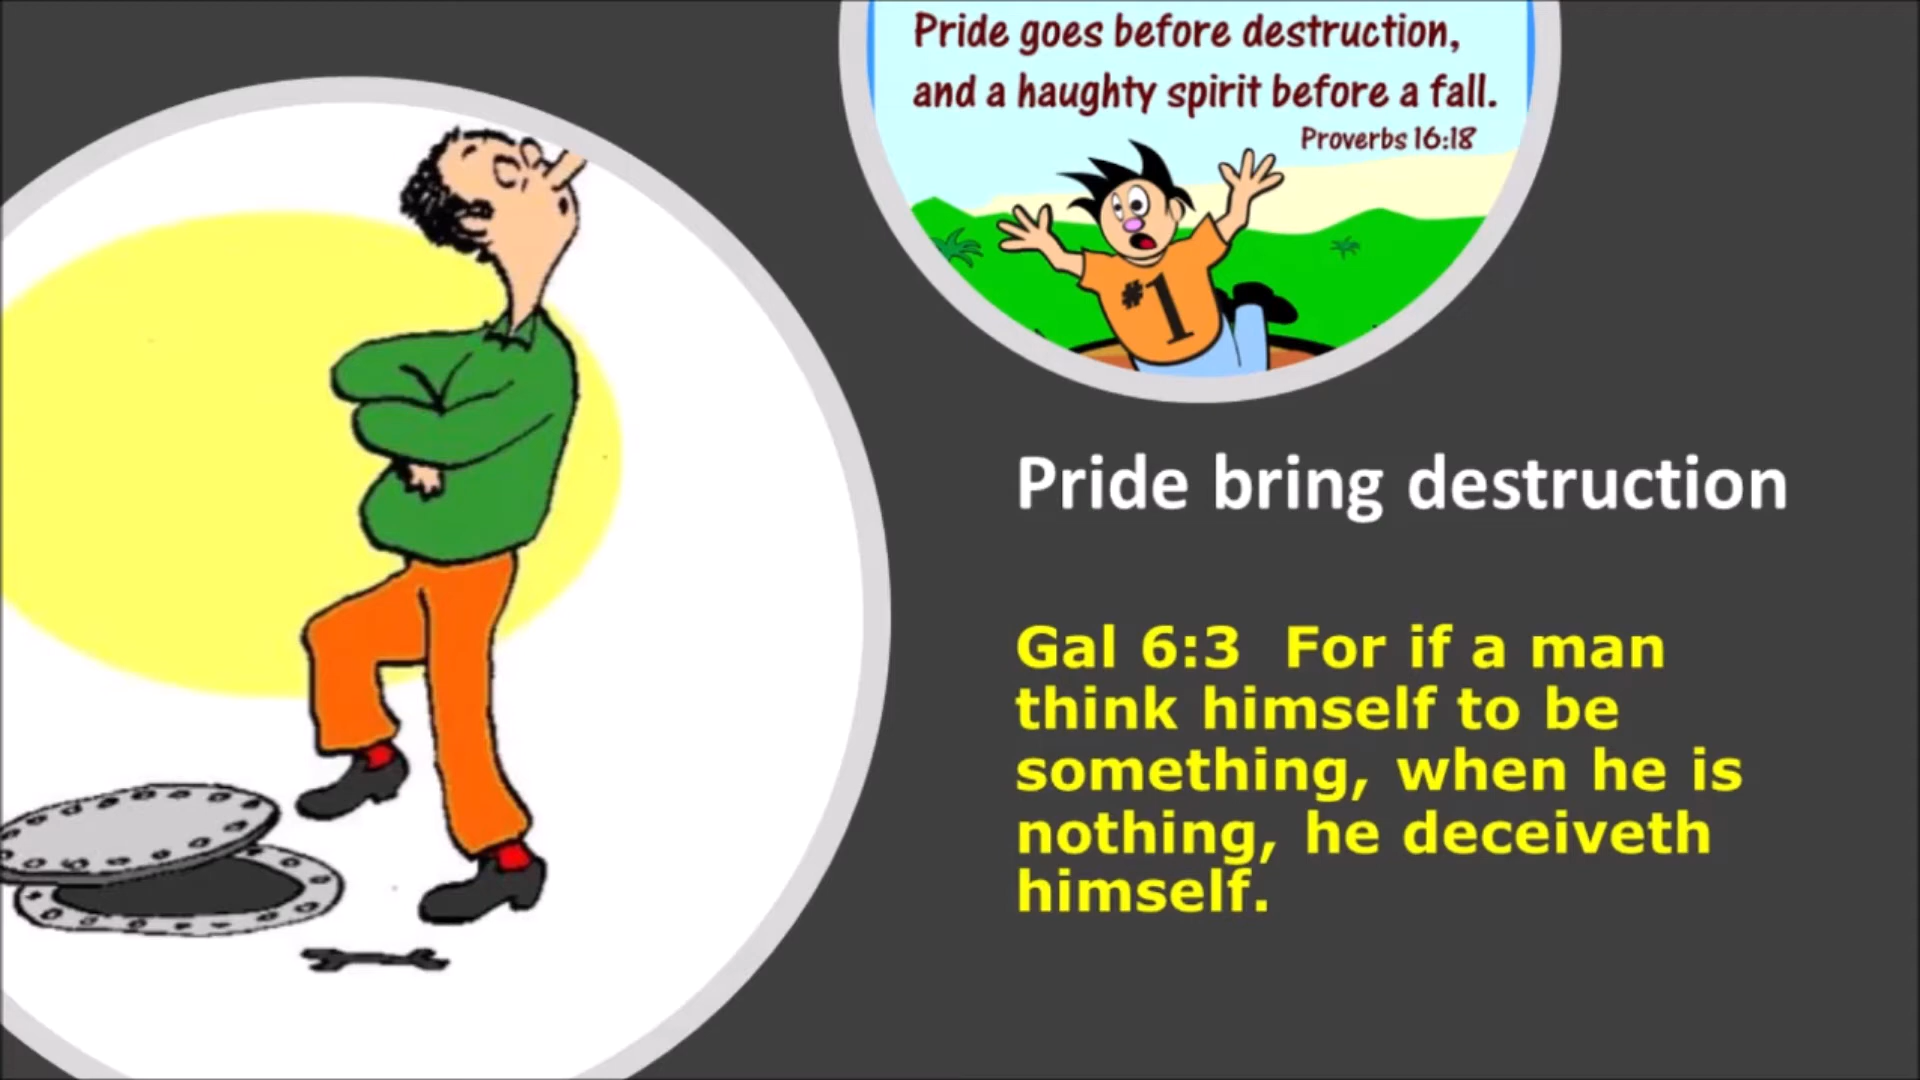 Pride goes before destruction,
and a haughty spirit before a fall.
Proverbs 16:18
#1
Pride bring destruction
Gal 6:3 For if a man
think himself to be
something, when he is
nothing, he deceiveth
himself.